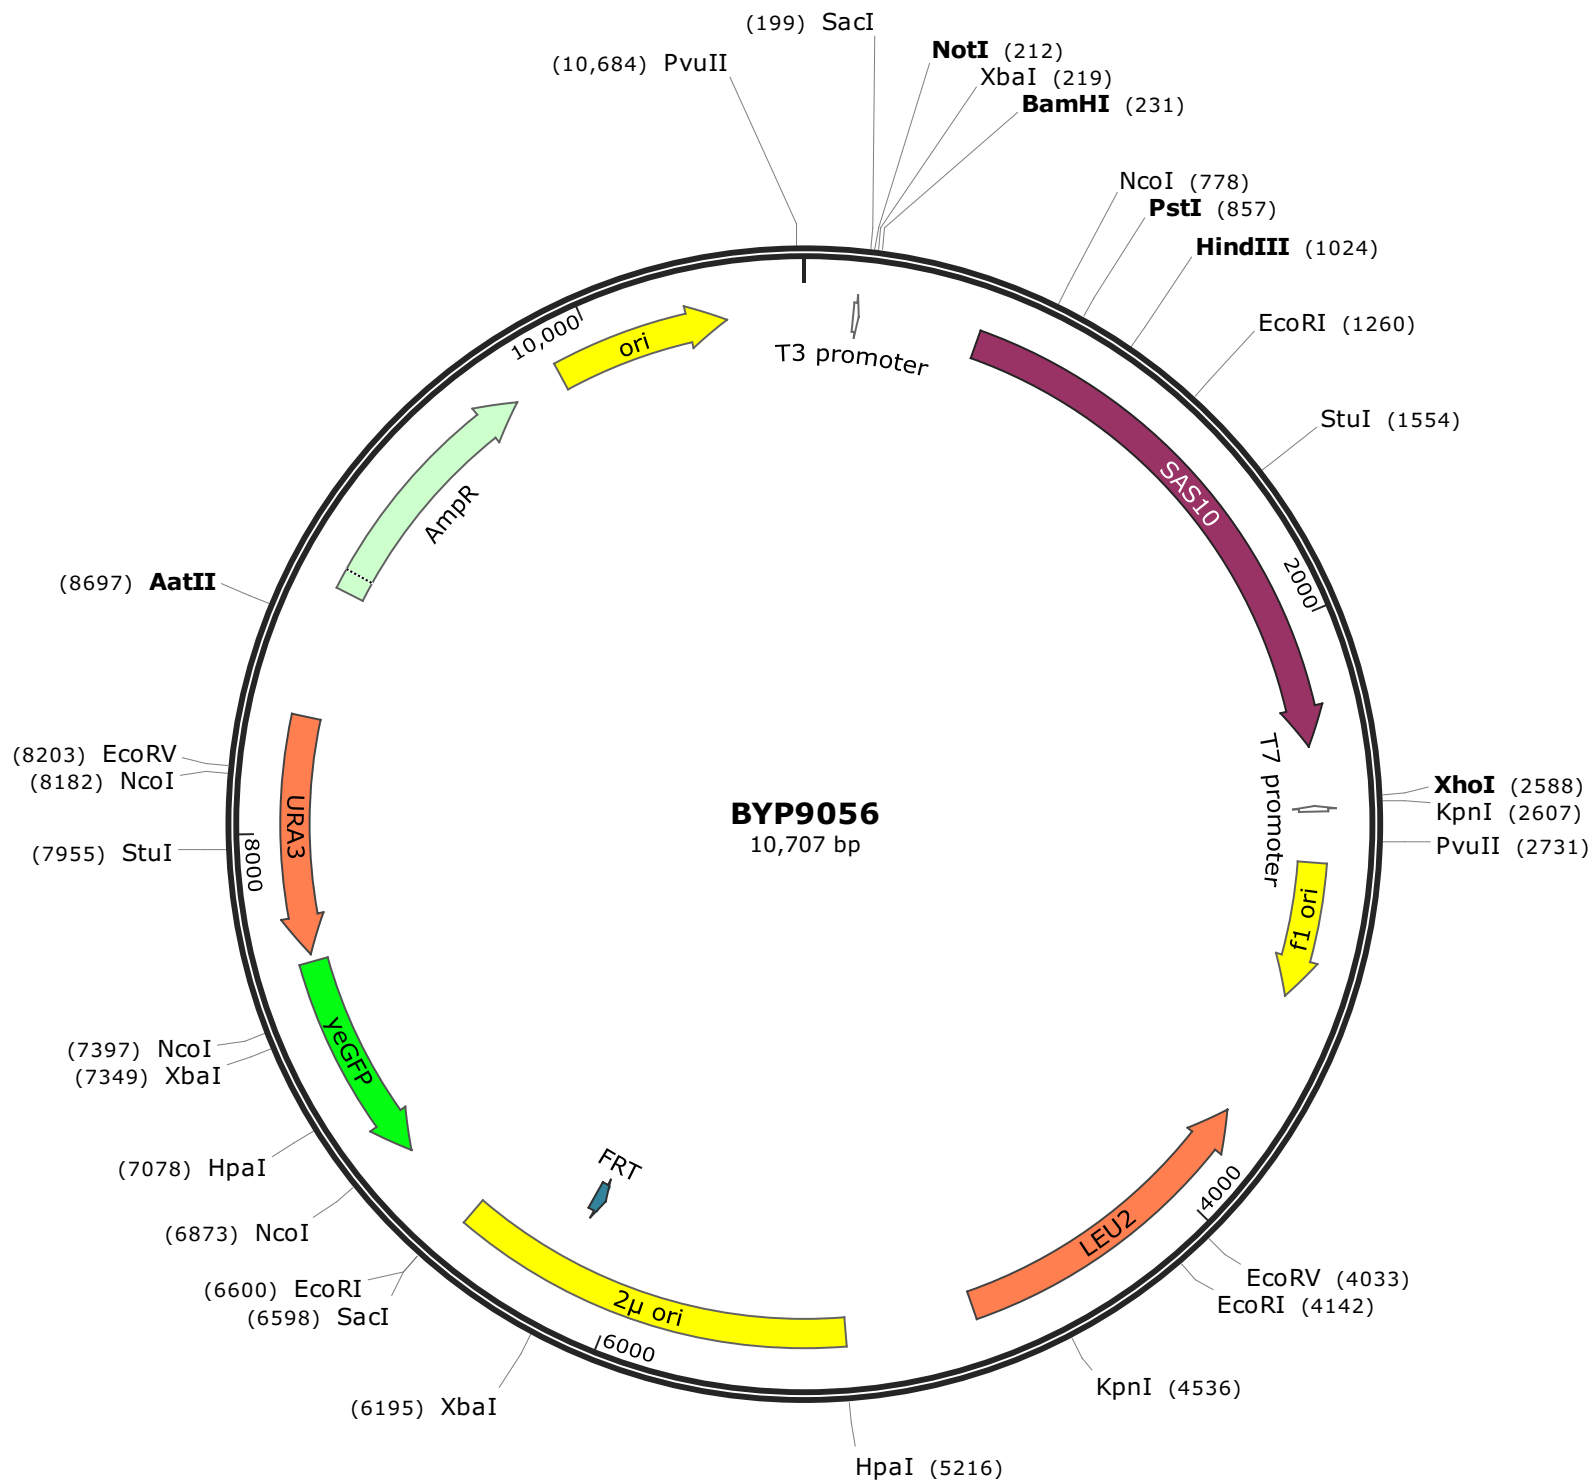 (199) SacI
(10,684) PvuII
NotI (212)
XbaI (219)
BamHI (231)
NcoI (778)
PstI (857)
HindIII (1024)
EcoRI (1260)
StuI (1554)
10,000
ori
T3 promoter
SAS10
AmpR
2000
(8697) AatII
T7 promoter
XhoI (2588)
KpnI (2607)
PvuII (2731)
(8203) EcoRV
(8182) NcoI
(7955) StuI
URA3
8000
BYP9056
10,707 bp
f1 ori
yeGFP
(7397) NcoI
(7349) XbaI
(7078) HpaI
(6873) NcoI
(6600) EcoRI
(6598) SacI
(6195) XbaI
FRT
2μ ori
6000
LEU2
4000
EcoRV (4033)
EcoRI (4142)
KpnI (4536)
HpaI (5216)